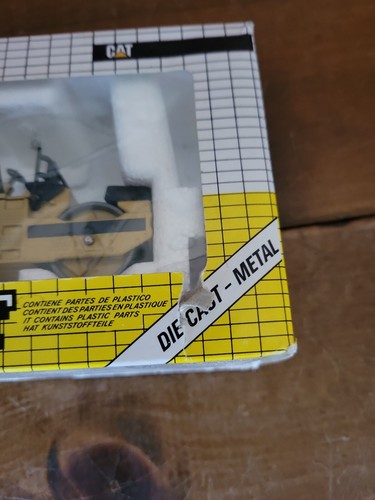 CAT
CONTIENE PARTES DE PLASTICO
CONTIENT DES PARTIES EN PLASTIQUE
IT CONTAINS PLASTIC PARTS
HAT KUNSTSTOFFTEILE
DIE CAST - METAL